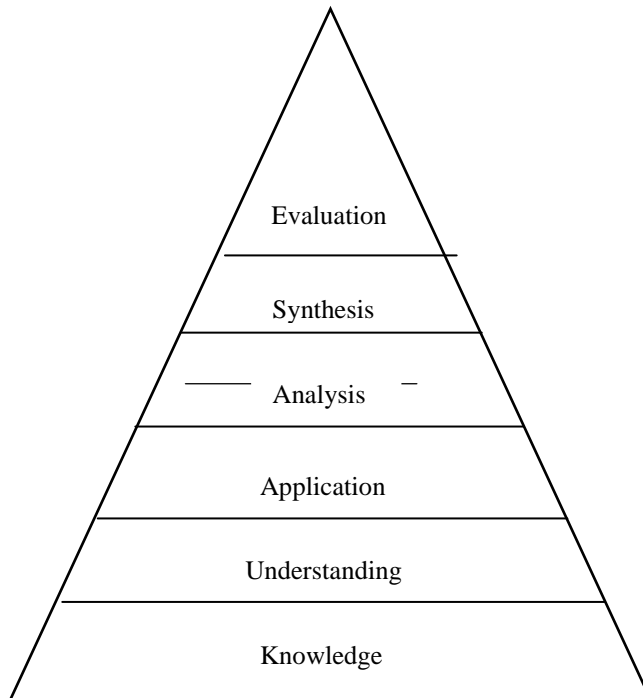 Evaluation
Synthesis
Analysis
Application
Understanding
Knowledge